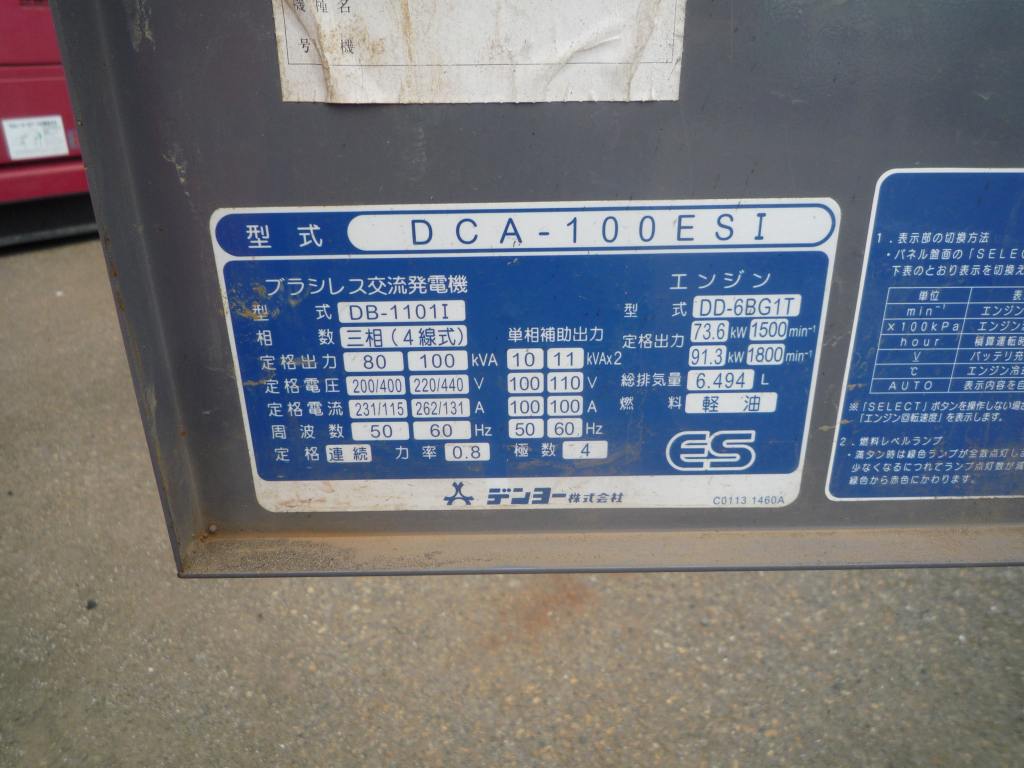 機種名
号機
型式 DCA-100ESI
ブラシレス交流発電機
型式 DB-1101I
相数 三相(4線式) 単相補助出力
定格出力 80 100 kVA 10 11 kVAx2
定格電圧 200/400 220/440 V 100 110 V
定格電流 231/115 262/131 A 100 100 A
周波数 50 60 Hz 50 60 Hz
定格 連続 力率 0.8 極数 4
エンジン
型式 DD-6BG1T
定格出力 73.6 kW 1500 min⁻¹
91.3 kW 1800 min⁻¹
総排気量 6.494 L
燃料 軽油
ES
デンヨー株式会社
C0113 1460A
1.表示部の切換方法
・パネル盤面の「SELEC
下表のとおり表示を切換え
単位 表
min⁻¹ エンジン
×100kPa エンジン
hour 積算運転時
V バッテリ充
℃ エンジン冷
AUTO 表示内容を自
※「SELECT」ボタンを操作しない場
「エンジン回転速度」を表示します。
2.燃料レベルランプ
・満タン時は緑色ランプが全数点灯し
少なくなるにつれてランプ点灯数が減
緑色から赤色にかわります。